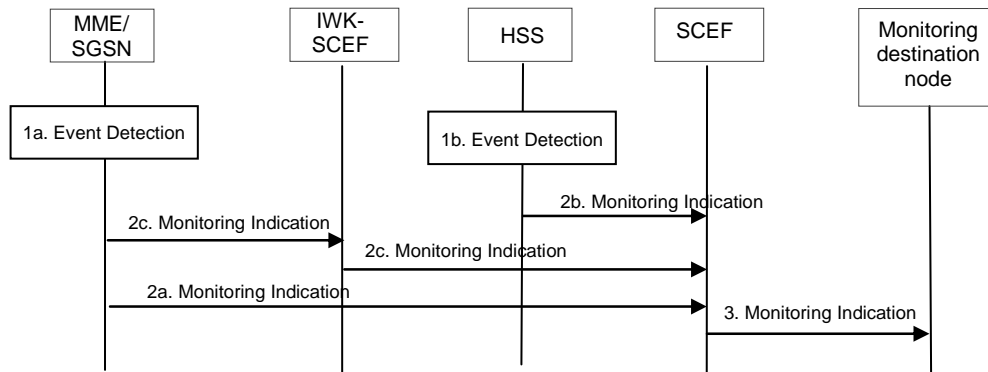 MME/
SGSN
IWK-
SCEF
HSS
SCEF
Monitoring
destination
node
1a. Event Detection
1b. Event Detection
2b. Monitoring Indication
2c. Monitoring Indication
2c. Monitoring Indication
2a. Monitoring Indication
3. Monitoring Indication